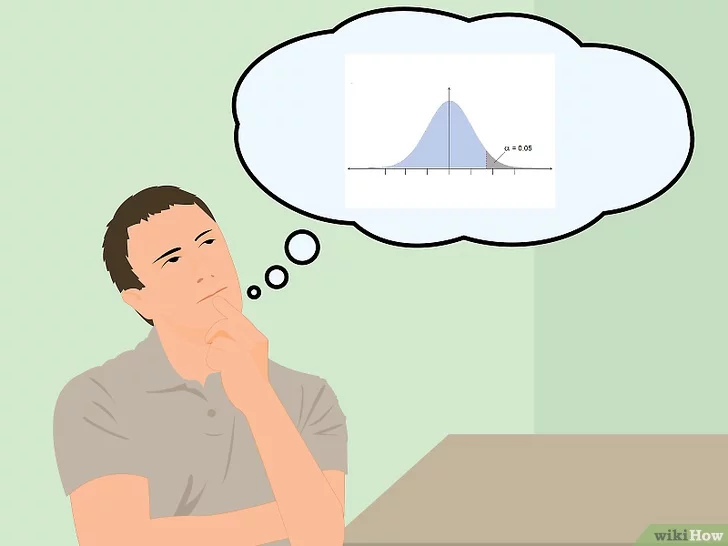 α = 0.05
wikiHow